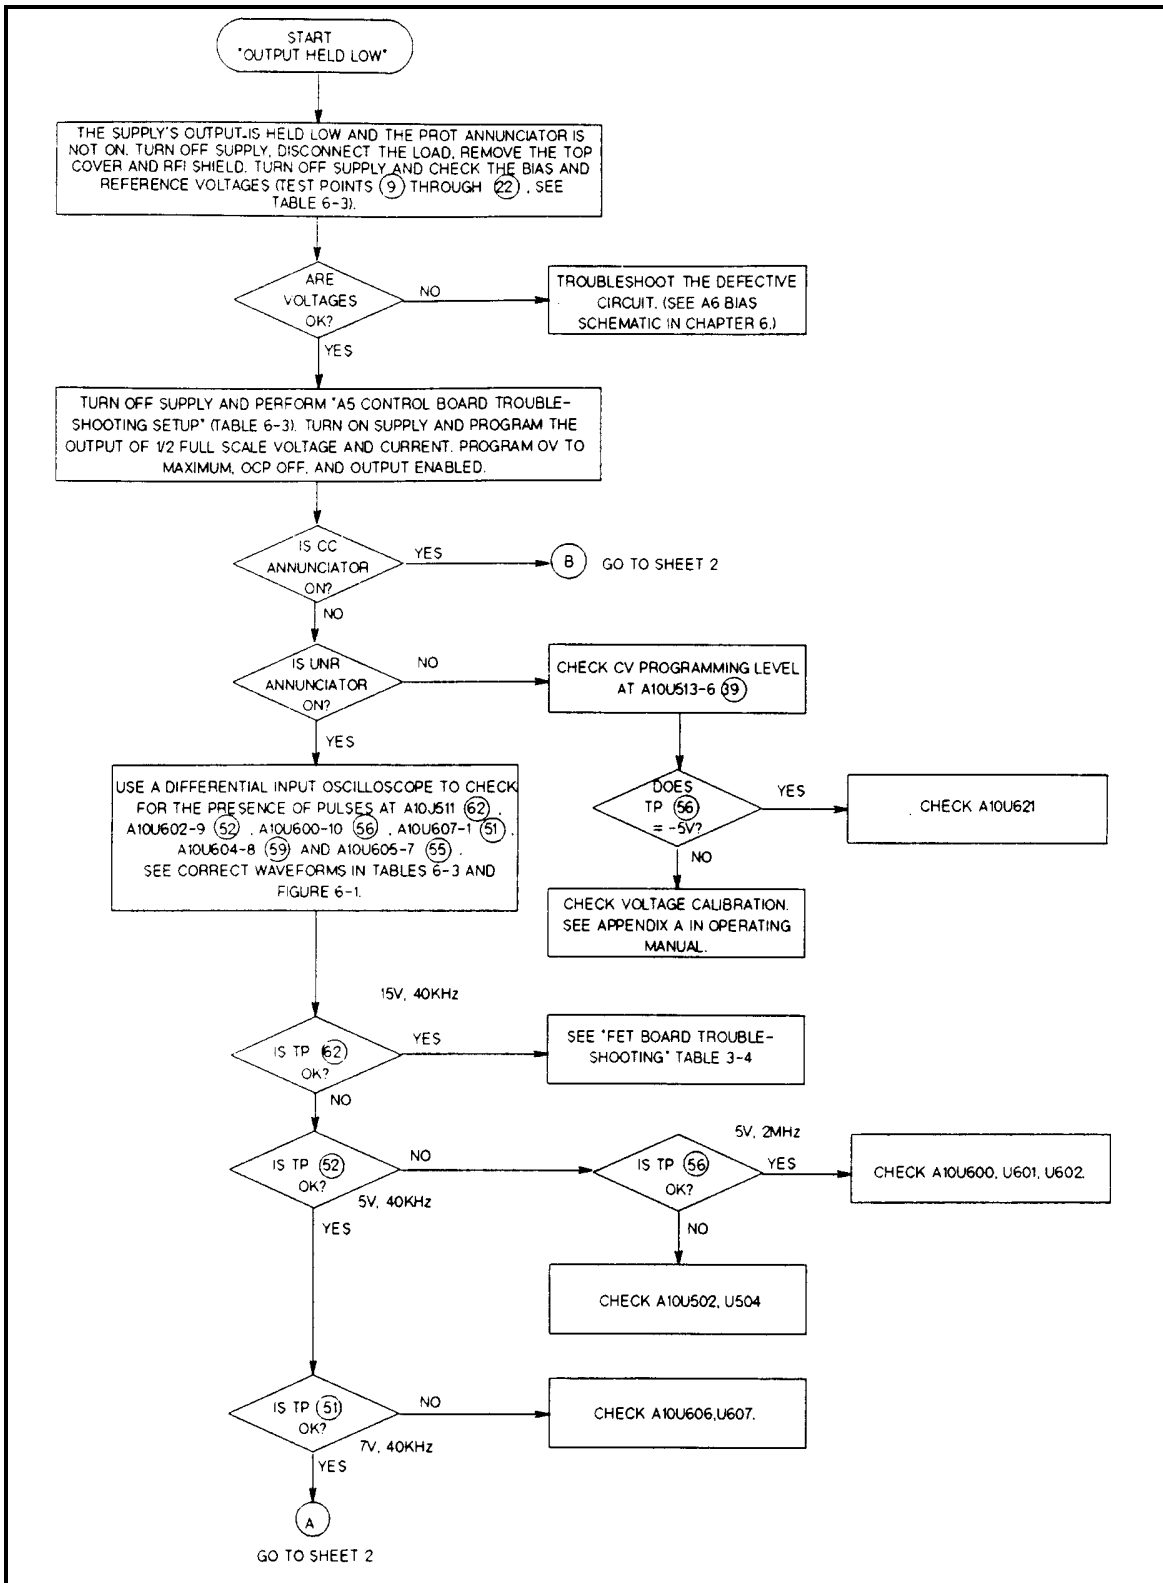 START
"OUTPUT HELD LOW"
THE SUPPLY'S OUTPUT IS HELD LOW AND THE PROT ANNUNCIATOR IS
NOT ON. TURN OFF SUPPLY, DISCONNECT THE LOAD, REMOVE THE TOP
COVER AND RFI SHIELD. TURN OFF SUPPLY AND CHECK THE BIAS AND
REFERENCE VOLTAGES (TEST POINTS 9 THROUGH 22 , SEE
TABLE 6-3).
ARE
VOLTAGES
OK?
NO
TROUBLESHOOT THE DEFECTIVE
CIRCUIT. (SEE A6 BIAS
SCHEMATIC IN CHAPTER 6.)
YES
TURN OFF SUPPLY AND PERFORM "A5 CONTROL BOARD TROUBLE-
SHOOTING SETUP" (TABLE 6-3). TURN ON SUPPLY AND PROGRAM THE
OUTPUT OF 1/2 FULL SCALE VOLTAGE AND CURRENT. PROGRAM OV TO
MAXIMUM, OCP OFF, AND OUTPUT ENABLED.
IS CC
ANNUNCIATOR
ON?
YES
B
GO TO SHEET 2
NO
IS UNR
ANNUNCIATOR
ON?
NO
CHECK CV PROGRAMMING LEVEL
AT A10U513-6 39
YES
USE A DIFFERENTIAL INPUT OSCILLOSCOPE TO CHECK
FOR THE PRESENCE OF PULSES AT A10J511 62 ,
A10U602-9 52 , A10U600-10 56 , A10U607-1 51 ,
A10U604-8 59 AND A10U605-7 55 .
SEE CORRECT WAVEFORMS IN TABLES 6-3 AND
FIGURE 6-1.
DOES
TP 56
= -5V?
YES
CHECK A10U621
NO
CHECK VOLTAGE CALIBRATION.
SEE APPENDIX A IN OPERATING
MANUAL.
15V, 40KHz
IS TP 62
OK?
YES
SEE "FET BOARD TROUBLE-
SHOOTING" TABLE 3-4
NO
IS TP 52
OK?
5V, 40KHz
NO
IS TP 56
OK?
5V, 2MHz
YES
CHECK A10U600, U601, U602.
YES
NO
CHECK A10U502, U504
IS TP 51
OK?
7V, 40KHz
NO
CHECK A10U606,U607.
YES
A
GO TO SHEET 2